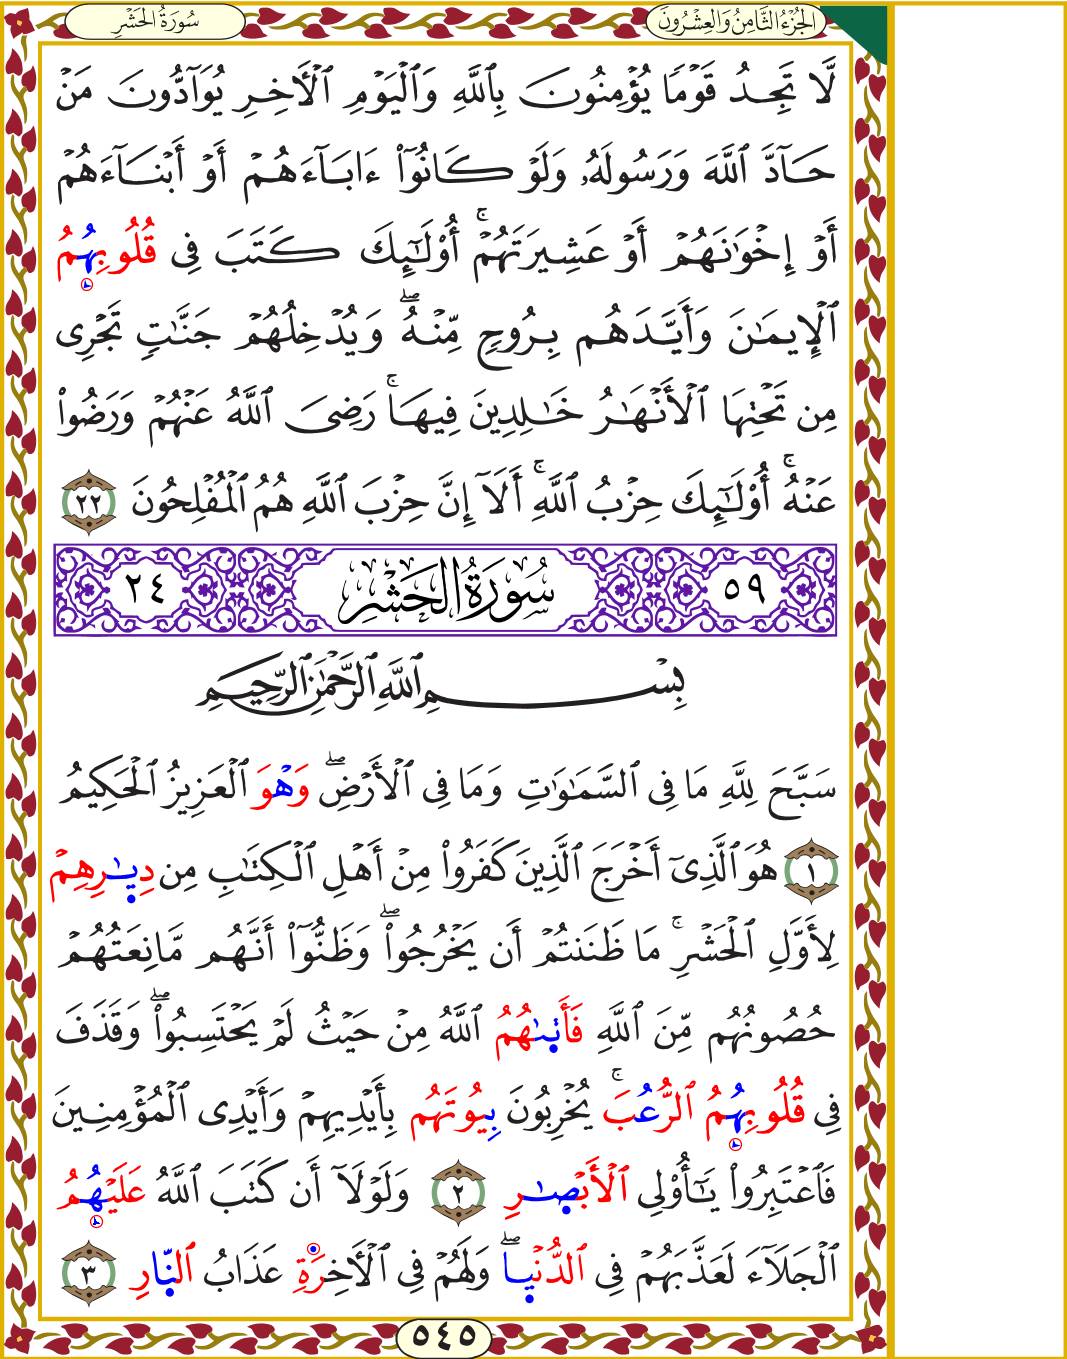 سُورَةُ الحَشْرِ
الجُزْءُ الثَّامِنُ وَالعِشْرُونَ
لَّا تَجِدُ قَوْمٗا يُؤْمِنُونَ بِٱللَّهِ وَٱلْيَوْمِ ٱلْأٓخِرِ يُوَآدُّونَ مَنْ
حَآدَّ ٱللَّهَ وَرَسُولَهُۥ وَلَوْ كَانُوٓا۟ ءَابَآءَهُمْ أَوْ أَبْنَآءَهُمْ
أَوْ إِخْوَٰنَهُمْ أَوْ عَشِيرَتَهُمْۚ أُو۟لَٰٓئِكَ كَتَبَ فِى قُلُوبِهُمُ
ٱلْإِيمَٰنَ وَأَيَّدَهُم بِرُوحٖ مِّنْهُۖ وَيُدْخِلُهُمْ جَنَّٰتٖ تَجْرِى
مِن تَحْتِهَا ٱلْأَنْهَٰرُ خَٰلِدِينَ فِيهَاۚ رَضِىَ ٱللَّهُ عَنْهُمْ وَرَضُوا۟
عَنْهُۚ أُو۟لَٰٓئِكَ حِزْبُ ٱللَّهِۚ أَلَآ إِنَّ حِزْبَ ٱللَّهِ هُمُ ٱلْمُفْلِحُونَ ٢٢
٥٩ سُورَةُ الحَشْرِ ٢٤
بِسْمِ ٱللَّهِ ٱلرَّحْمَٰنِ ٱلرَّحِيمِ
سَبَّحَ لِلَّهِ مَا فِى ٱلسَّمَٰوَٰتِ وَمَا فِى ٱلْأَرْضِۖ وَهْوَ ٱلْعَزِيزُ ٱلْحَكِيمُ
١ هُوَ ٱلَّذِىٓ أَخْرَجَ ٱلَّذِينَ كَفَرُوا۟ مِنْ أَهْلِ ٱلْكِتَٰبِ مِن دِيَٰرِهِمْ
لِأَوَّلِ ٱلْحَشْرِۚ مَا ظَنَنتُمْ أَن يَخْرُجُوا۟ۖ وَظَنُّوٓا۟ أَنَّهُم مَّانِعَتُهُمْ
حُصُونُهُم مِّنَ ٱللَّهِ فَأَتَىٰهُمُ ٱللَّهُ مِنْ حَيْثُ لَمْ يَحْتَسِبُوا۟ۖ وَقَذَفَ
فِى قُلُوبِهُمُ ٱلرُّعُبَۚ يُخْرِبُونَ بِيُوتَهُم بِأَيْدِيهِمْ وَأَيْدِى ٱلْمُؤْمِنِينَ
فَٱعْتَبِرُوا۟ يَٰٓأُو۟لِى ٱلْأَبْصَٰرِ ٢ وَلَوْلَآ أَن كَتَبَ ٱللَّهُ عَلَيْهُمُ
ٱلْجَلَآءَ لَعَذَّبَهُمْ فِى ٱلدُّنْيَاۖ وَلَهُمْ فِى ٱلْأٓخِرَةِ عَذَابُ ٱلنَّارِ ٣
٥٤٥